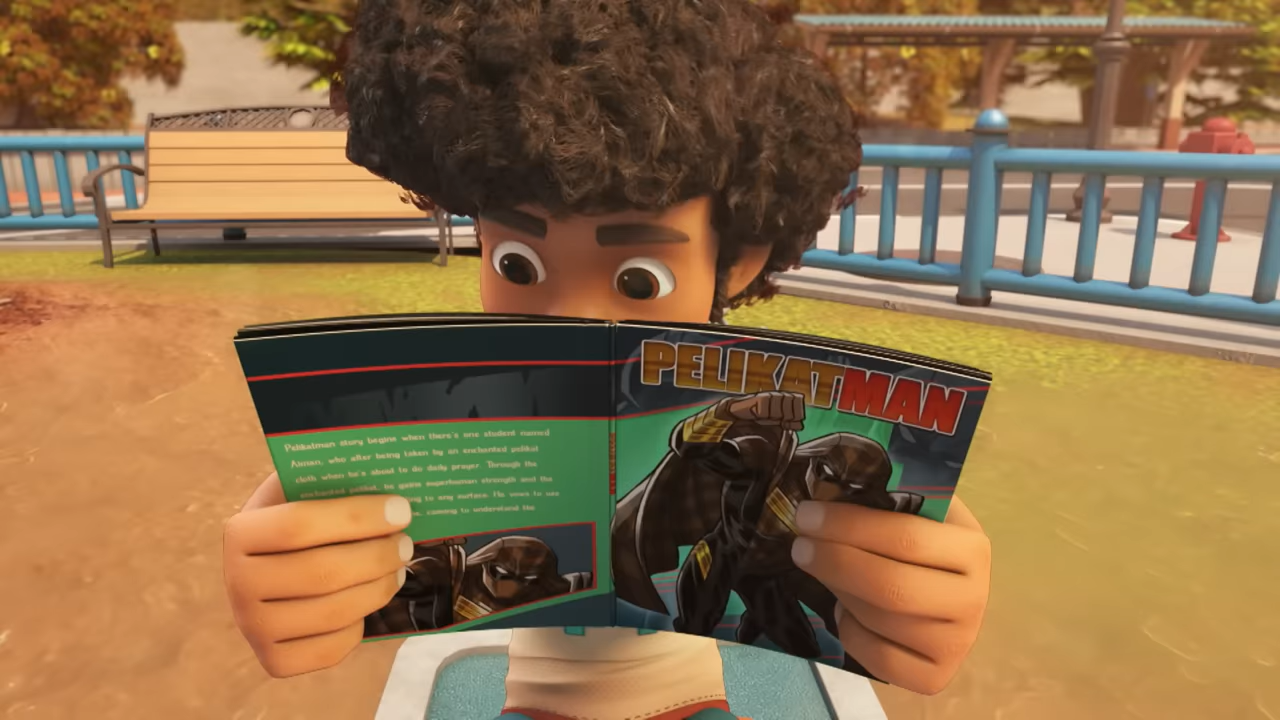 PELIKATMAN
Pelikatman story begins when there's one student named
Aiman, who after being taken by an enchanted pelikat
cloth when he's about to do daily prayer. Through the
enchanted pelikat, he gains superhuman strength and the
ing to any surface. He vows to use
coming to understand the